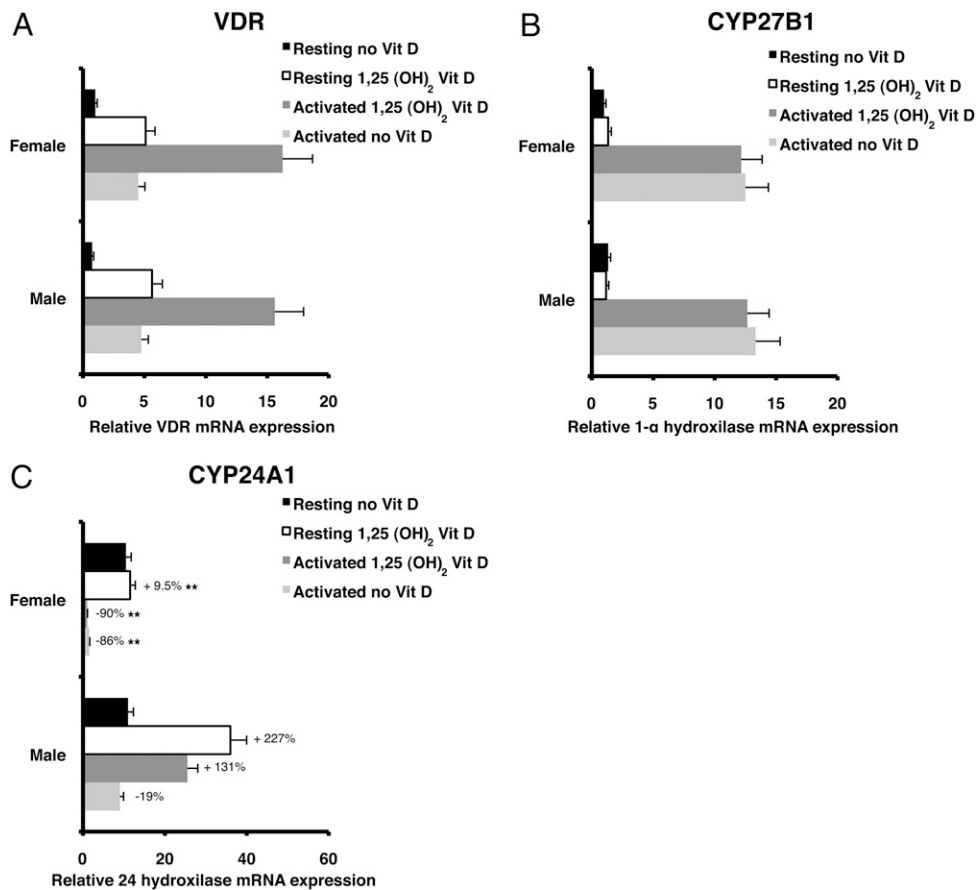 A
VDR
Resting no Vit D
Resting 1,25 (OH)2 Vit D
Activated 1,25 (OH)2 Vit D
Activated no Vit D
Female
Male
0 5 10 15 20
Relative VDR mRNA expression
B
CYP27B1
Resting no Vit D
Resting 1,25 (OH)2 Vit D
Activated 1,25 (OH)2 Vit D
Activated no Vit D
Female
Male
0 5 10 15 20
Relative 1-α hydroxilase mRNA expression
C
CYP24A1
Resting no Vit D
Resting 1,25 (OH)2 Vit D
Activated 1,25 (OH)2 Vit D
Activated no Vit D
Female
+ 9.5% **
-90% **
-86% **
Male
+ 227%
+ 131%
-19%
0 20 40 60
Relative 24 hydroxilase mRNA expression